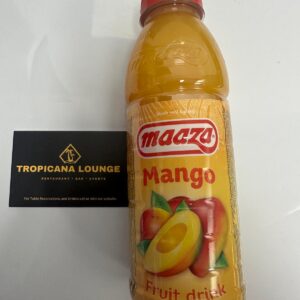 TROPICANA LOUNGE
RESTAURANT • BAR • EVENTS
maaza
Mango
Fruit drink